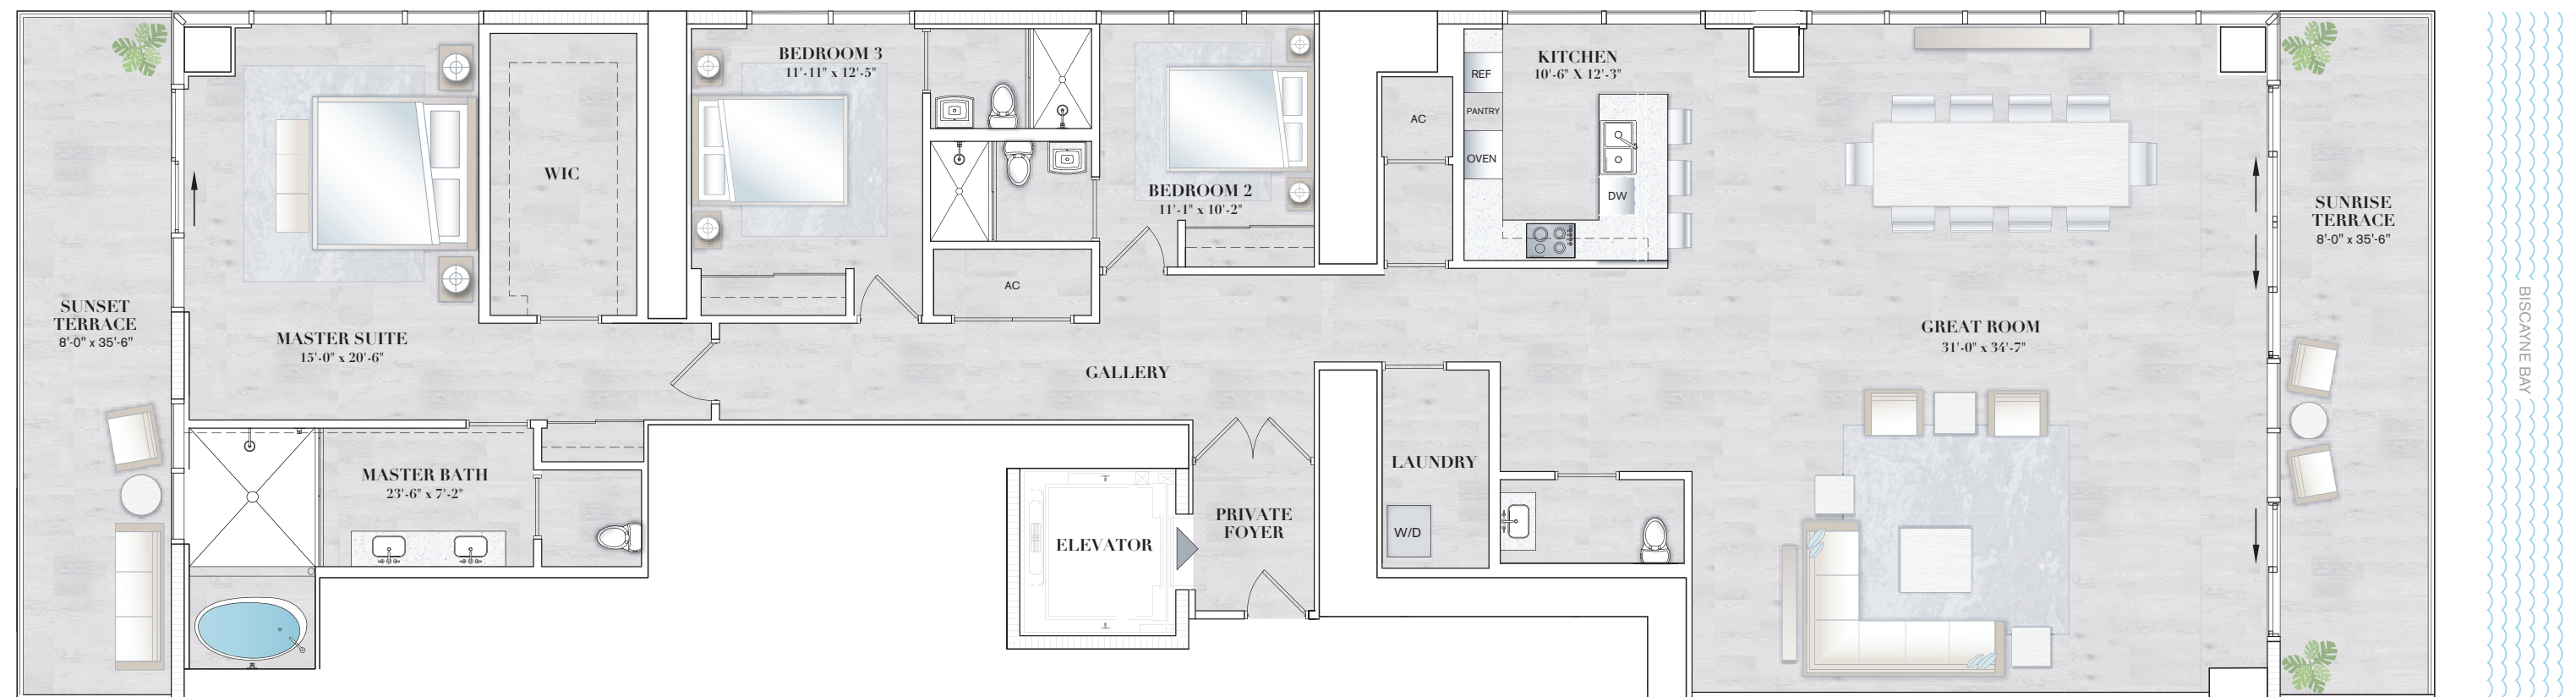 SUNSET
TERRACE
8'-0" x 35'-6"
MASTER SUITE
15'-0" x 20'-6"
WIC
MASTER BATH
23'-6" x 7'-2"
BEDROOM 3
11'-11" x 12'-5"
AC
BEDROOM 2
11'-1" x 10'-2"
GALLERY
ELEVATOR
PRIVATE
FOYER
AC
REF
PANTRY
OVEN
KITCHEN
10'-6" X 12'-3"
DW
LAUNDRY
W/D
GREAT ROOM
31'-0" x 34'-7"
SUNRISE
TERRACE
8'-0" x 35'-6"
BISCAYNE BAY